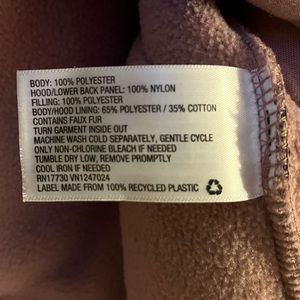 BODY: 100% POLYESTER
HOOD/LOWER BACK PANEL: 100% NYLON
FILLING: 100% POLYESTER
BODY/HOOD LINING: 65% POLYESTER / 35% COTTON
CONTAINS FAUX FUR
TURN GARMENT INSIDE OUT
MACHINE WASH COLD SEPARATELY, GENTLE CYCLE
ONLY NON-CHLORINE BLEACH IF NEEDED
TUMBLE DRY LOW, REMOVE PROMPTLY
COOL IRON IF NEEDED
RN17730 VN1247024
LABEL MADE FROM 100% RECYCLED PLASTIC